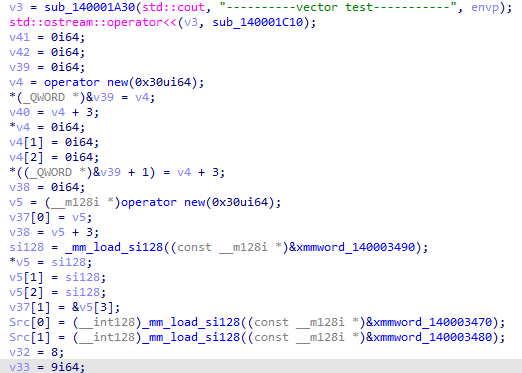 v3 = sub_140001A30(std::cout, "----------vector test-----------", envp);
std::ostream::operator<<(v3, sub_140001C10);
v41 = 0i64;
v42 = 0i64;
v39 = 0i64;
v4 = operator new(0x30ui64);
*(_QWORD *)&v39 = v4;
v40 = v4 + 3;
*v4 = 0i64;
v4[1] = 0i64;
v4[2] = 0i64;
*((_QWORD *)&v39 + 1) = v4 + 3;
v38 = 0i64;
v5 = (__m128i *)operator new(0x30ui64);
v37[0] = v5;
v38 = v5 + 3;
si128 = _mm_load_si128((const __m128i *)&xmmword_140003490);
*v5 = si128;
v5[1] = si128;
v5[2] = si128;
v37[1] = &v5[3];
Src[0] = (__int128)_mm_load_si128((const __m128i *)&xmmword_140003470);
Src[1] = (__int128)_mm_load_si128((const __m128i *)&xmmword_140003480);
v32 = 8;
v33 = 9i64;